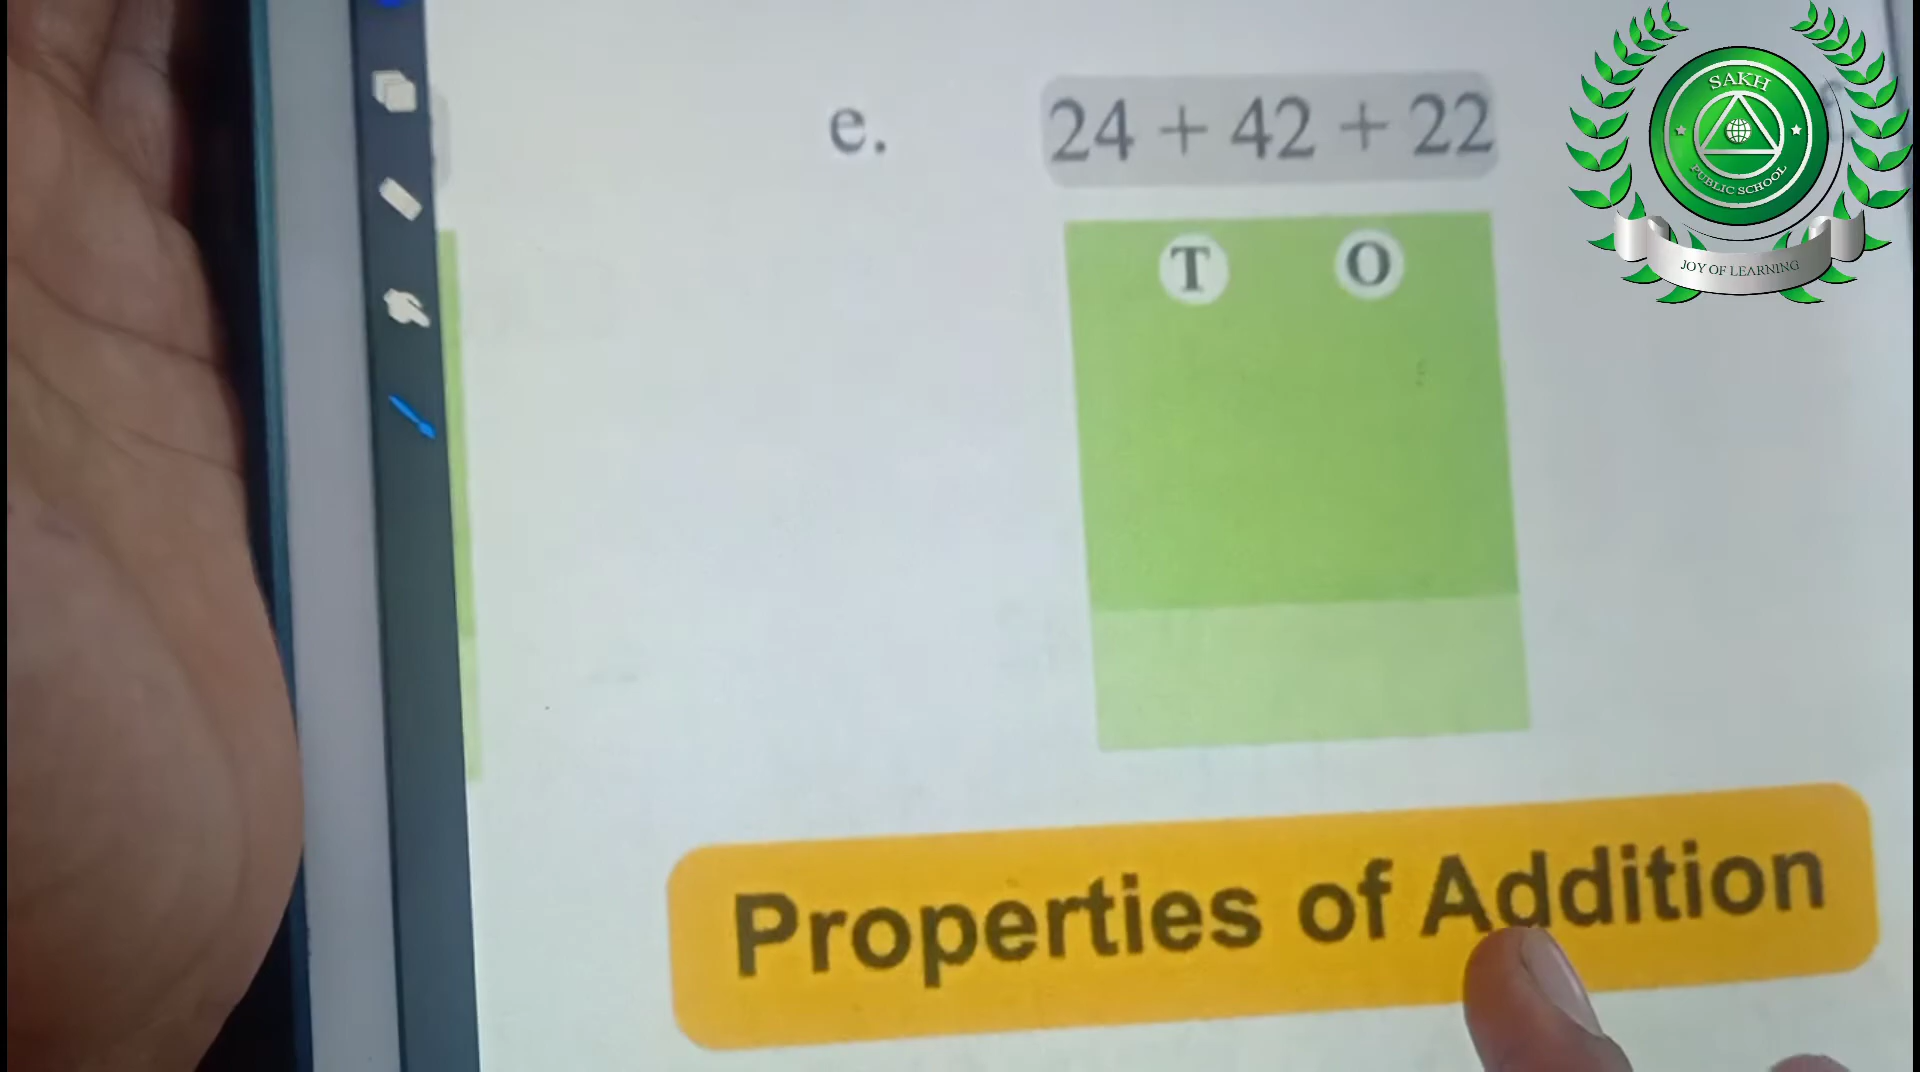 e. 24 + 42 + 22
T O
Properties of Addition
SAKH
PUBLIC SCHOOL
JOY OF LEARNING